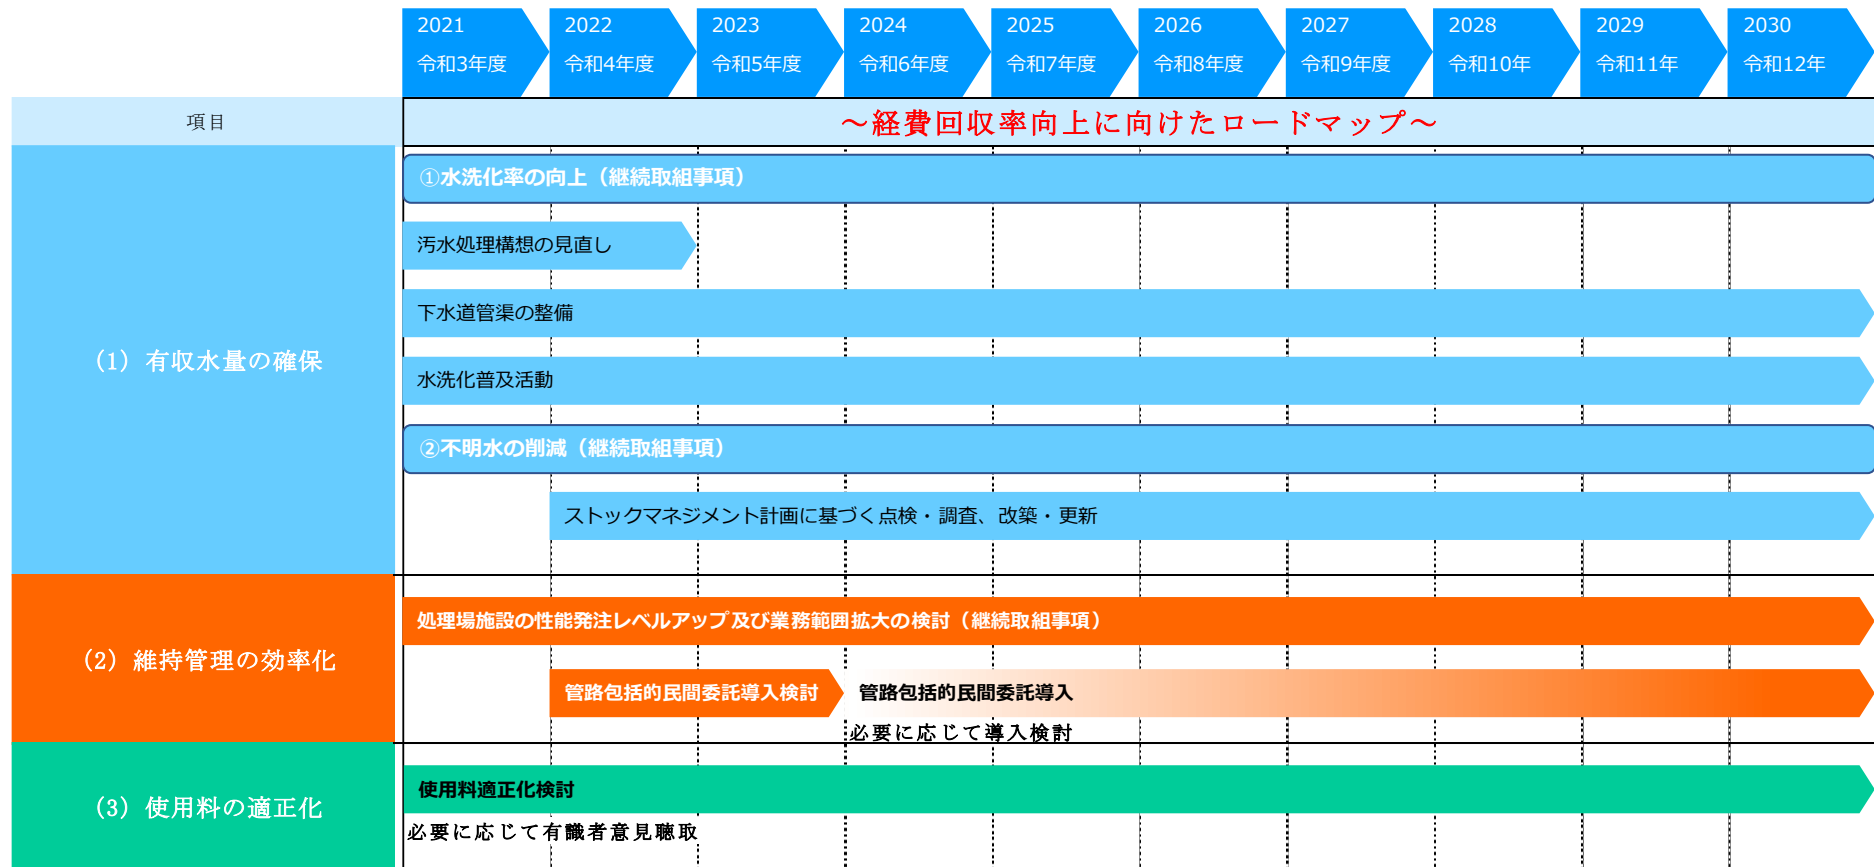 2021
令和3年度
2022
令和4年度
2023
令和5年度
2024
令和6年度
2025
令和7年度
2026
令和8年度
2027
令和9年度
2028
令和10年
2029
令和11年
2030
令和12年
項目
～経費回収率向上に向けたロードマップ～
（1）有収水量の確保
①水洗化率の向上（継続取組事項）
汚水処理構想の見直し
下水道管渠の整備
水洗化普及活動
②不明水の削減（継続取組事項）
ストックマネジメント計画に基づく点検・調査、改築・更新
（2）維持管理の効率化
処理場施設の性能発注レベルアップ及び業務範囲拡大の検討（継続取組事項）
管路包括的民間委託導入検討
管路包括的民間委託導入
必要に応じて導入検討
（3）使用料の適正化
使用料適正化検討
必要に応じて有識者意見聴取